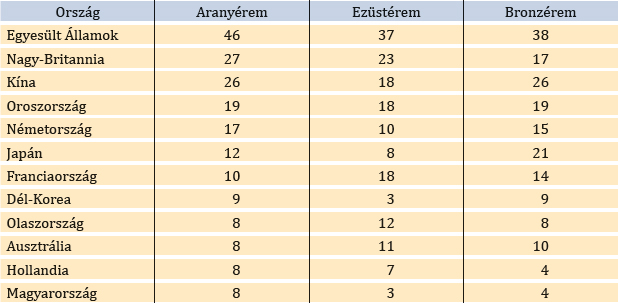 Ország Aranyérem Ezüstérem Bronzérem
Egyesült Államok 46 37 38
Nagy-Britannia 27 23 17
Kína 26 18 26
Oroszország 19 18 19
Németország 17 10 15
Japán 12 8 21
Franciaország 10 18 14
Dél-Korea 9 3 9
Olaszország 8 12 8
Ausztrália 8 11 10
Hollandia 8 7 4
Magyarország 8 3 4